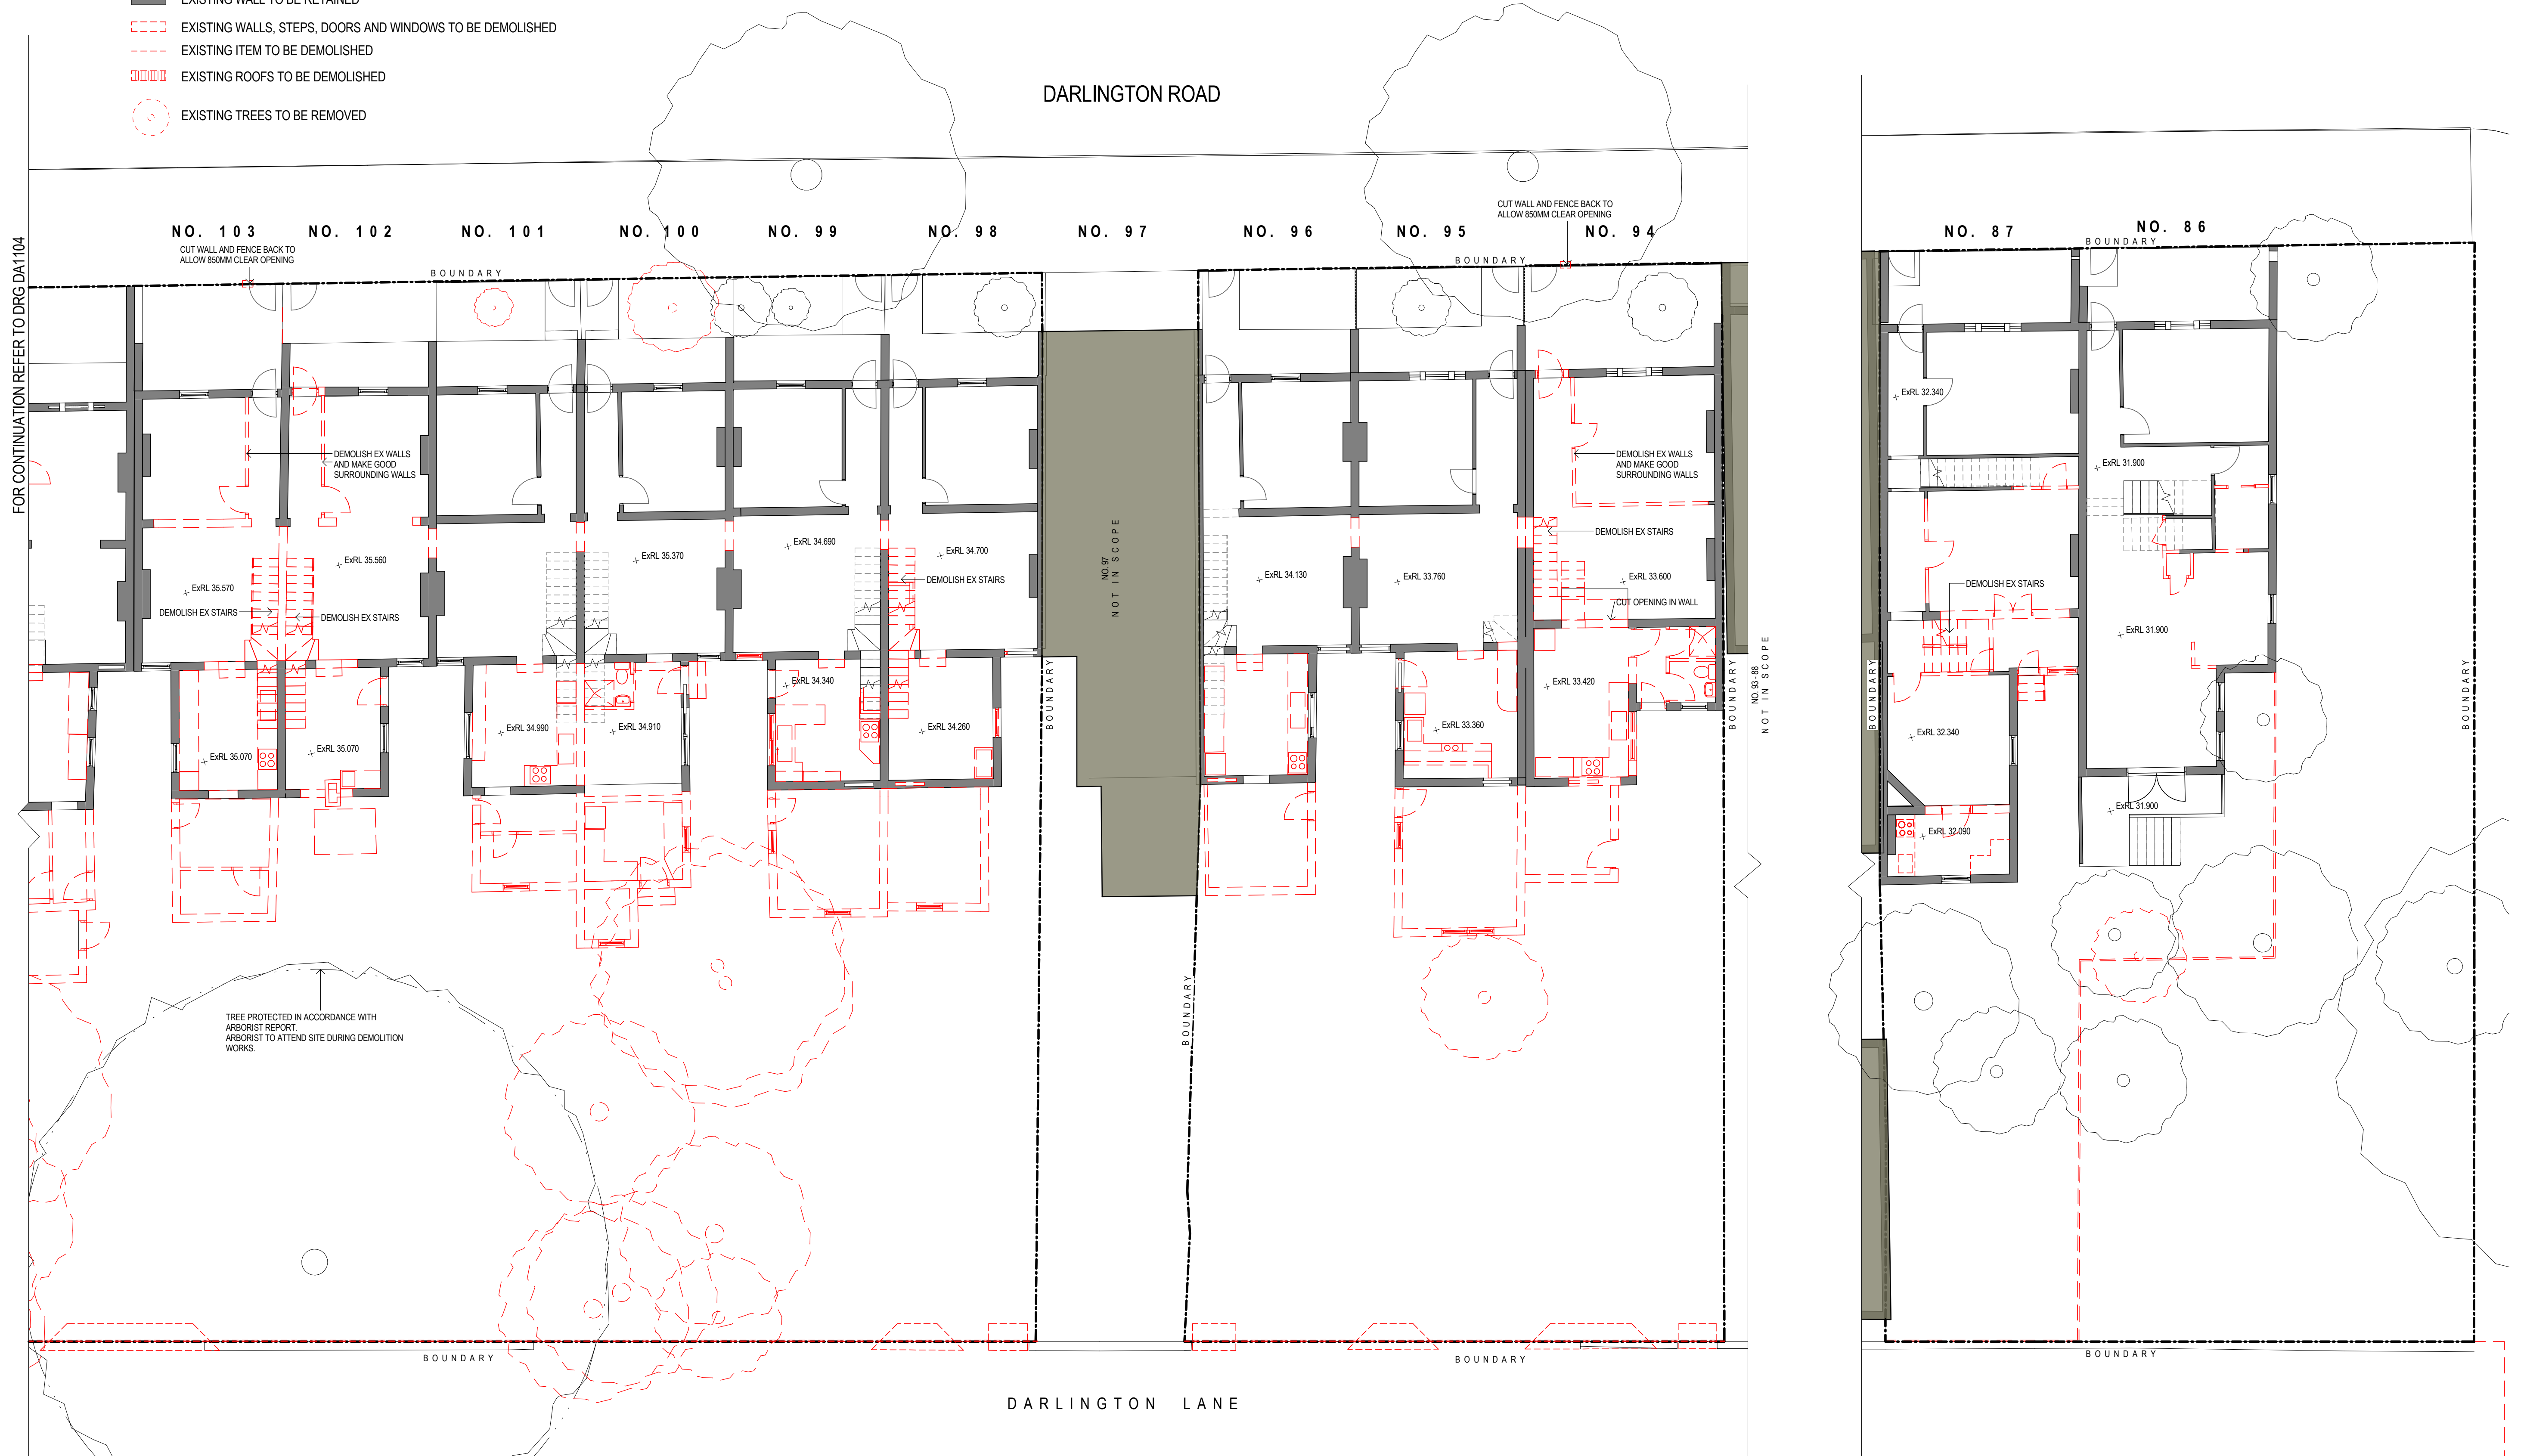 EXISTING WALL TO BE RETAINED
EXISTING WALLS, STEPS, DOORS AND WINDOWS TO BE DEMOLISHED
EXISTING ITEM TO BE DEMOLISHED
EXISTING ROOFS TO BE DEMOLISHED
EXISTING TREES TO BE REMOVED
DARLINGTON ROAD
FOR CONTINUATION REFER TO DRG DA1104
NO. 103
NO. 102
NO. 101
NO. 100
NO. 99
NO. 98
NO. 97
NO. 96
NO. 95
NO. 94
NO. 87
NO. 86
CUT WALL AND FENCE BACK TO
ALLOW 850MM CLEAR OPENING
CUT WALL AND FENCE BACK TO
ALLOW 850MM CLEAR OPENING
BOUNDARY
BOUNDARY
BOUNDARY
DEMOLISH EX WALLS
AND MAKE GOOD
SURROUNDING WALLS
DEMOLISH EX WALLS
AND MAKE GOOD
SURROUNDING WALLS
ExRL 32.340
ExRL 31.900
ExRL 35.570
ExRL 35.560
ExRL 35.370
ExRL 34.690
ExRL 34.700
ExRL 34.130
ExRL 33.760
ExRL 33.600
DEMOLISH EX STAIRS
DEMOLISH EX STAIRS
DEMOLISH EX STAIRS
DEMOLISH EX STAIRS
DEMOLISH EX STAIRS
CUT OPENING IN WALL
NO. 97
NOT IN SCOPE
ExRL 31.900
ExRL 35.070
ExRL 35.070
ExRL 34.990
ExRL 34.910
ExRL 34.340
ExRL 34.260
ExRL 33.360
ExRL 33.420
ExRL 32.340
ExRL 31.900
ExRL 32.090
BOUNDARY
BOUNDARY
BOUNDARY
NO. 93 - 88
NOT IN SCOPE
BOUNDARY
BOUNDARY
TREE PROTECTED IN ACCORDANCE WITH
ARBORIST REPORT.
ARBORIST TO ATTEND SITE DURING DEMOLITION
WORKS.
BOUNDARY
BOUNDARY
BOUNDARY
DARLINGTON LANE